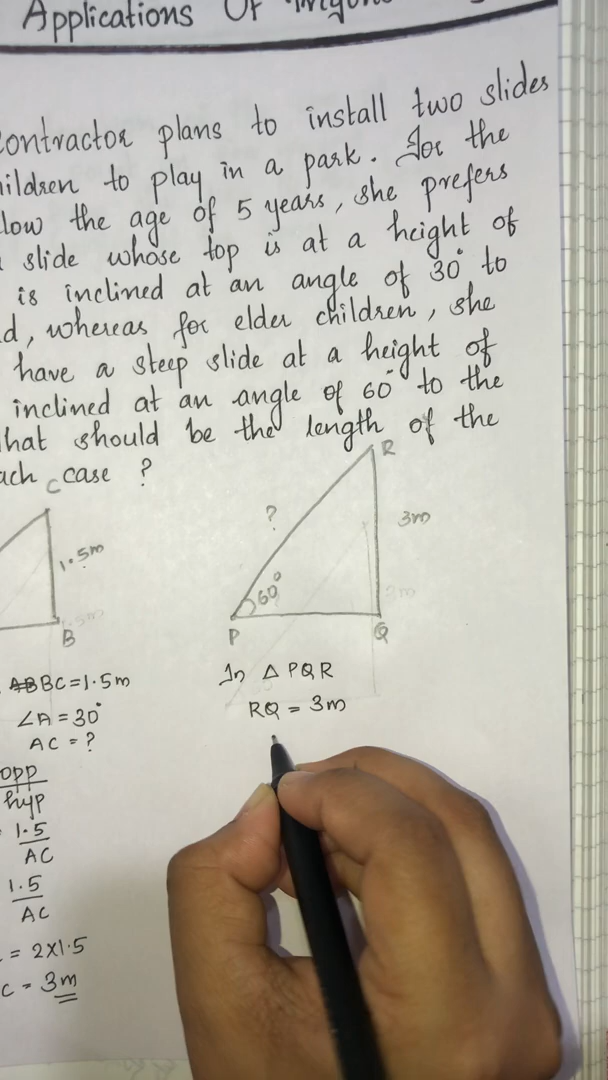 Applications Of
contractor plans to install two slides
children to play in a park. For the
low the age of 5 years, she prefers
slide whose top is at a height of
is inclined at an angle of 30° to
d, whereas for elder children, she
have a steep slide at a height of
inclined at an angle of 60° to the
hat should be the length of the
ach case ?
C
R
?
3m
1.5m
60°
B
P
Q
BC = 1.5m
∠A = 30°
AC = ?
opp
hyp
1.5
AC
1.5
AC
= 2×1.5
C = 3m
In △ PQR
RQ = 3m